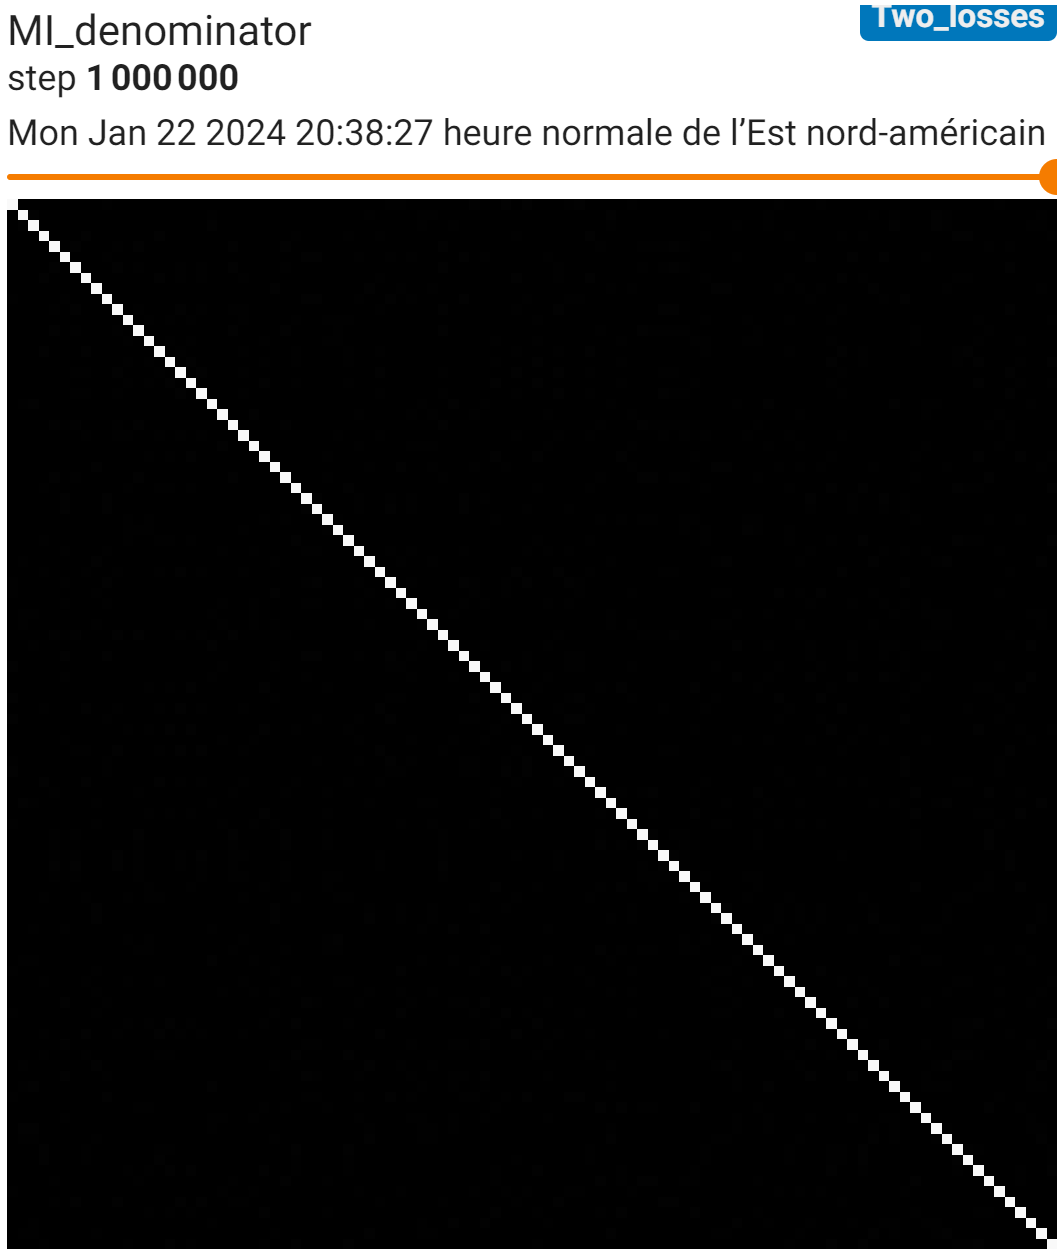 MI_denominator
Two_losses
step 1 000 000
Mon Jan 22 2024 20:38:27 heure normale de l’Est nord-américain